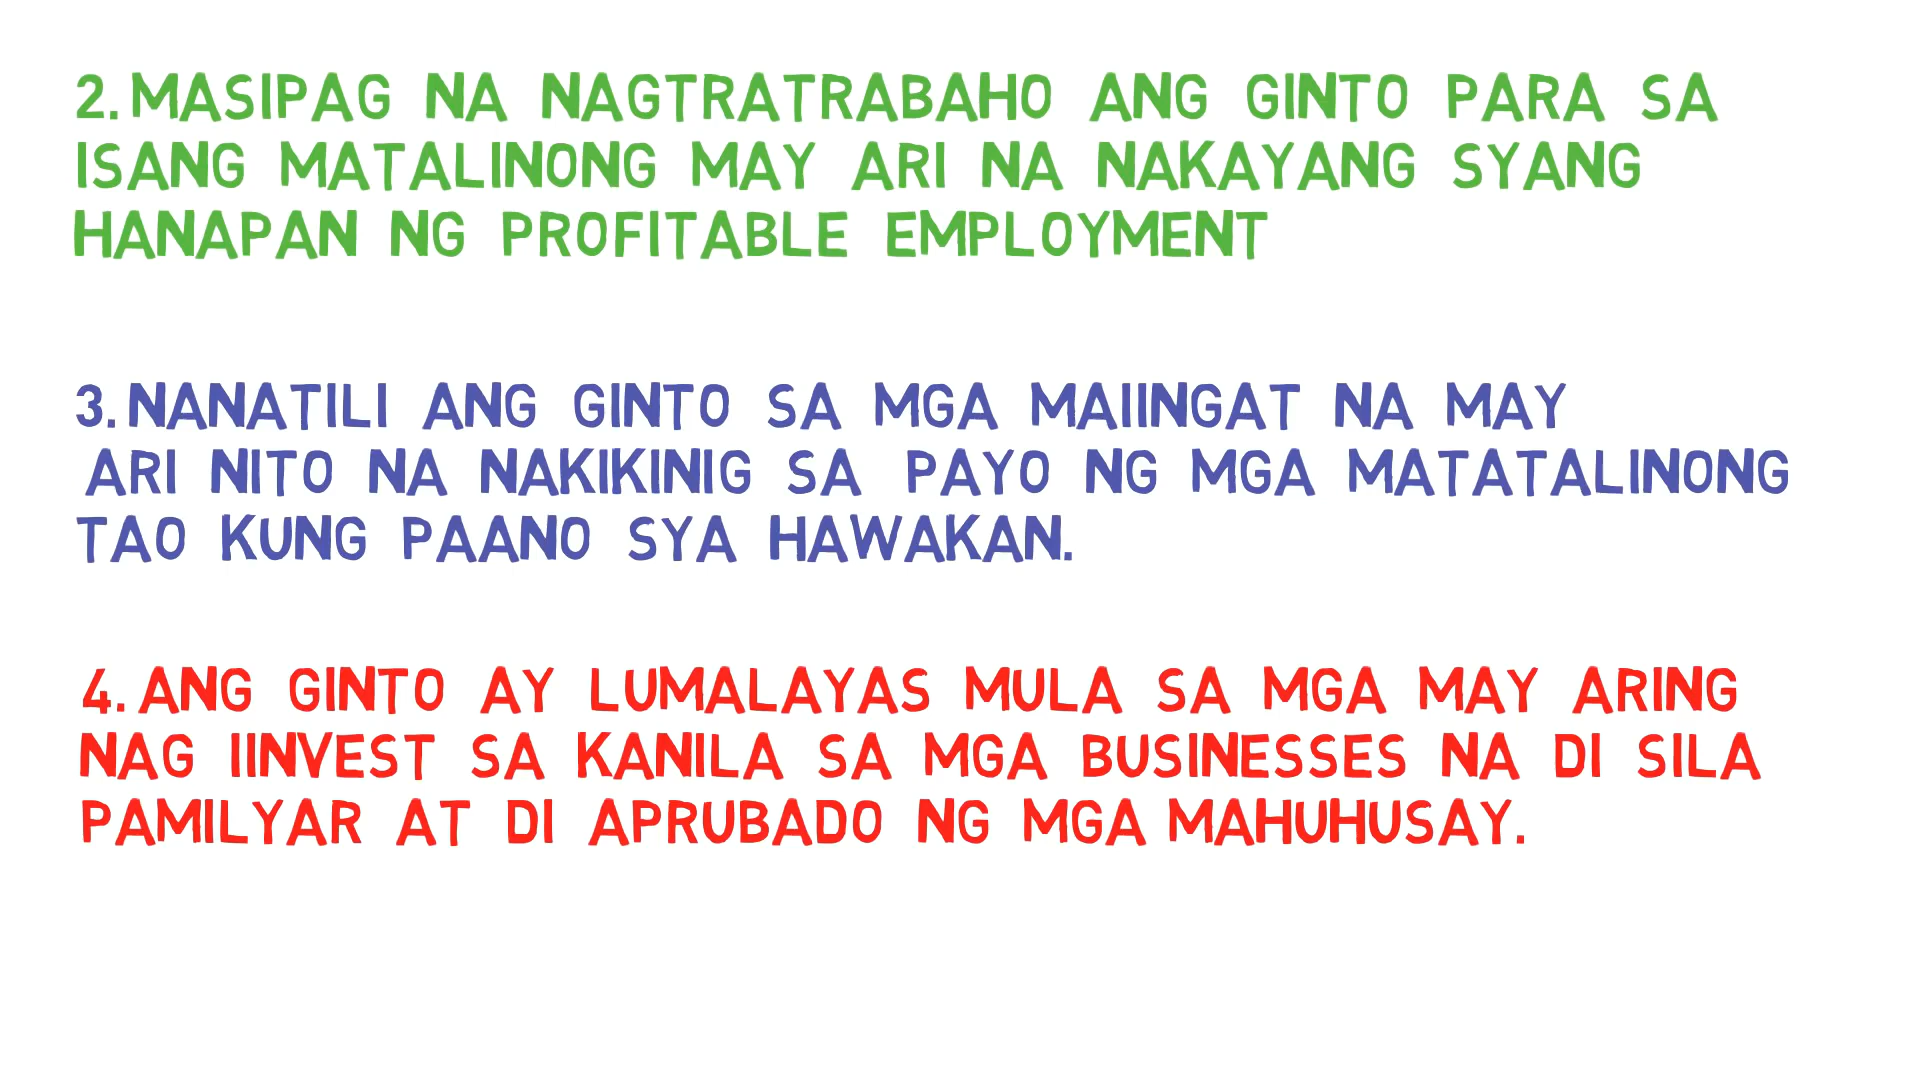 2. MASIPAG NA NAGTRATRABAHO ANG GINTO PARA SA
ISANG MATALINONG MAY ARI NA NAKAYANG SYANG
HANAPAN NG PROFITABLE EMPLOYMENT
3. NANATILI ANG GINTO SA MGA MAIINGAT NA MAY
ARI NITO NA NAKIKINIG SA PAYO NG MGA MATATALINONG
TAO KUNG PAANO SYA HAWAKAN.
4. ANG GINTO AY LUMALAYAS MULA SA MGA MAY ARING
NAG IINVEST SA KANILA SA MGA BUSINESSES NA DI SILA
PAMILYAR AT DI APRUBADO NG MGA MAHUHUSAY.